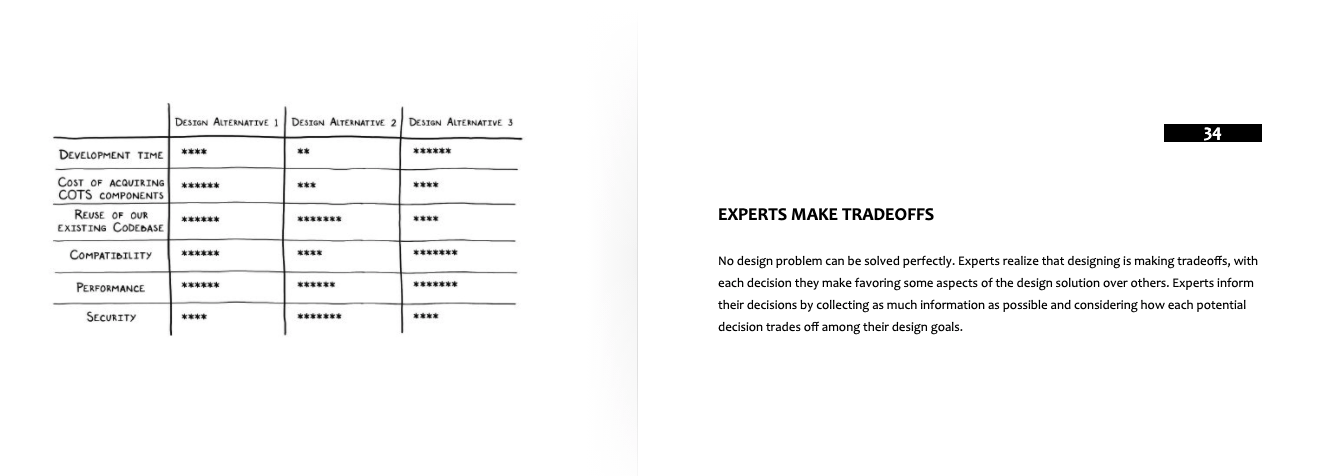 DESIGN ALTERNATIVE 1 DESIGN ALTERNATIVE 2 DESIGN ALTERNATIVE 3
DEVELOPMENT TIME **** ** ******
COST OF ACQUIRING
COTS COMPONENTS ****** *** ****
REUSE OF OUR
EXISTING CODEBASE ****** ******* ****
COMPATIBILITY ****** **** *******
PERFORMANCE ****** ****** *******
SECURITY **** ******* ****
34
EXPERTS MAKE TRADEOFFS
No design problem can be solved perfectly. Experts realize that designing is making tradeoffs, with
each decision they make favoring some aspects of the design solution over others. Experts inform
their decisions by collecting as much information as possible and considering how each potential
decision trades off among their design goals.